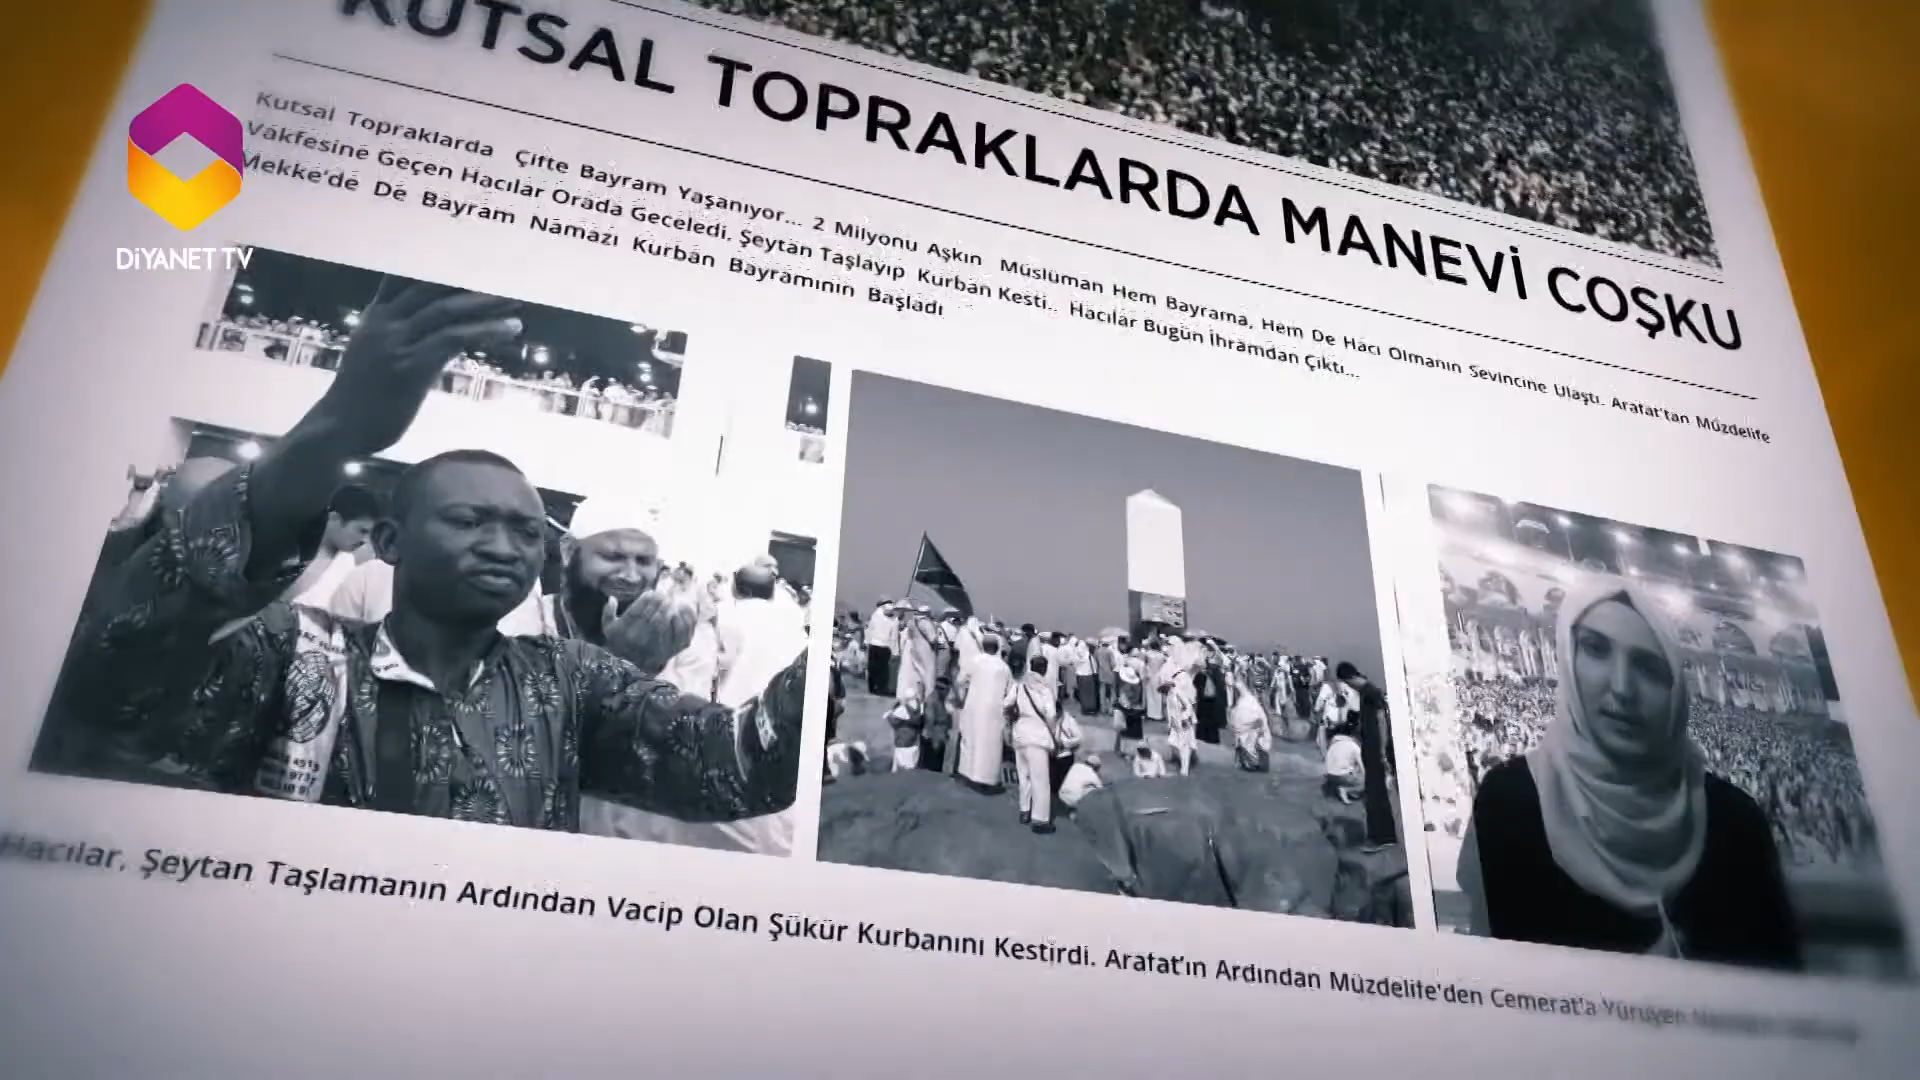 KUTSAL TOPRAKLARDA MANEVİ COŞKU
Kutsal Topraklarda Çifte Bayram Yaşanıyor... 2 Milyonu Aşkın Müslüman Hem Bayrama, Hem De Hacı Olmanın Sevincine Ulaştı. Arafat'tan Müzdelife
Vakfesine Geçen Hacılar Orada Geceledi, Şeytan Taşlayıp Kurban Kesti.. Hacılar Bugün İhramdan Çıktı...
Mekke'de De Bayram Namazı Kurban Bayramının Başladı
DiYANET TV
Hacılar, Şeytan Taşlamanın Ardından Vacip Olan Şükür Kurbanını Kestirdi. Arafat'ın Ardından Müzdelife'den Cemerat'a Yürüyen